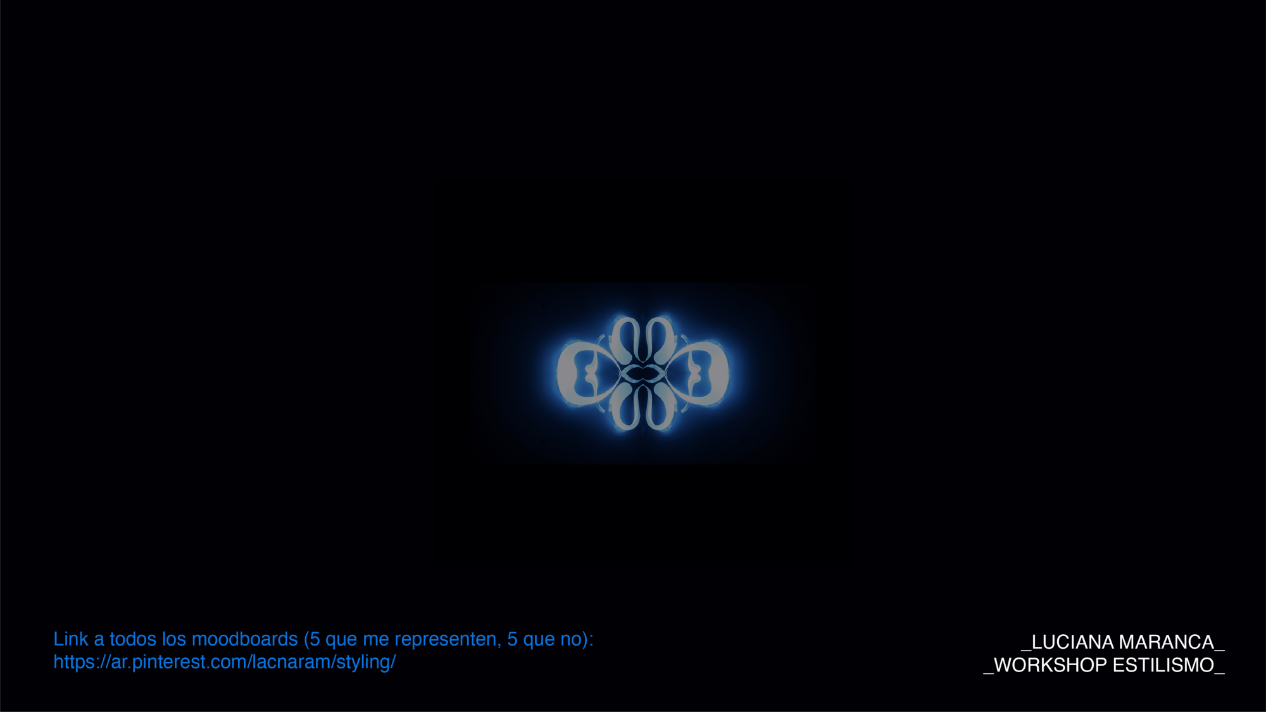 Link a todos los moodboards (5 que me representen, 5 que no):
https://ar.pinterest.com/lacnaram/styling/
_LUCIANA MARANCA_
_WORKSHOP ESTILISMO_